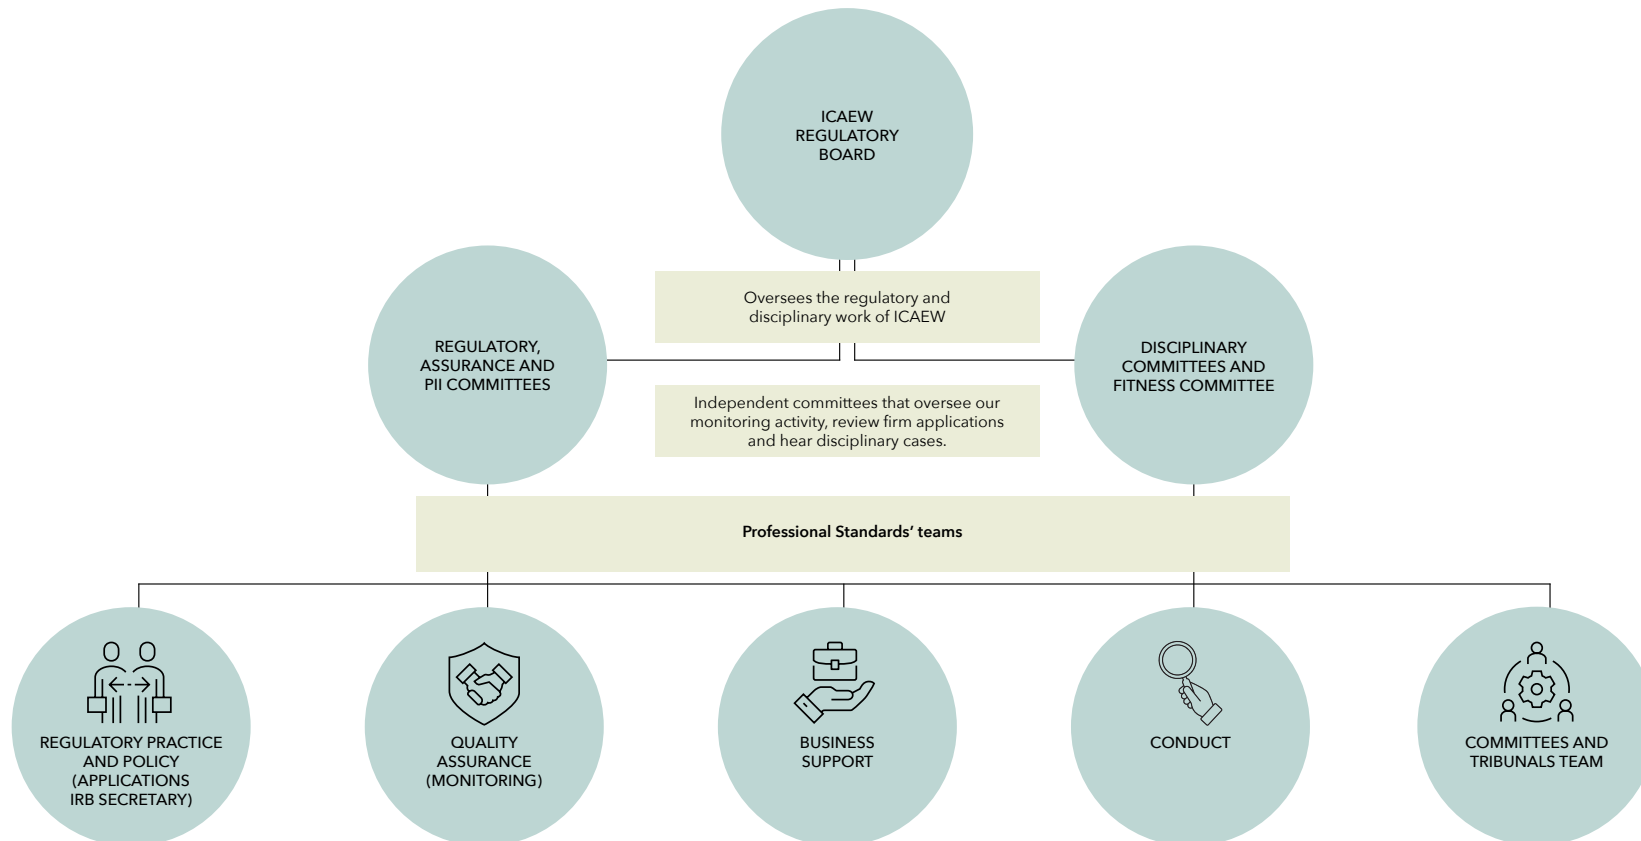 ICAEW
REGULATORY
BOARD
Oversees the regulatory and
disciplinary work of ICAEW
REGULATORY,
ASSURANCE AND
PII COMMITTEES
DISCIPLINARY
COMMITTEES AND
FITNESS COMMITTEE
Independent committees that oversee our
monitoring activity, review firm applications
and hear disciplinary cases.
Professional Standards’ teams
REGULATORY PRACTICE
AND POLICY
(APPLICATIONS
IRB SECRETARY)
QUALITY
ASSURANCE
(MONITORING)
BUSINESS
SUPPORT
CONDUCT
COMMITTEES AND
TRIBUNALS TEAM